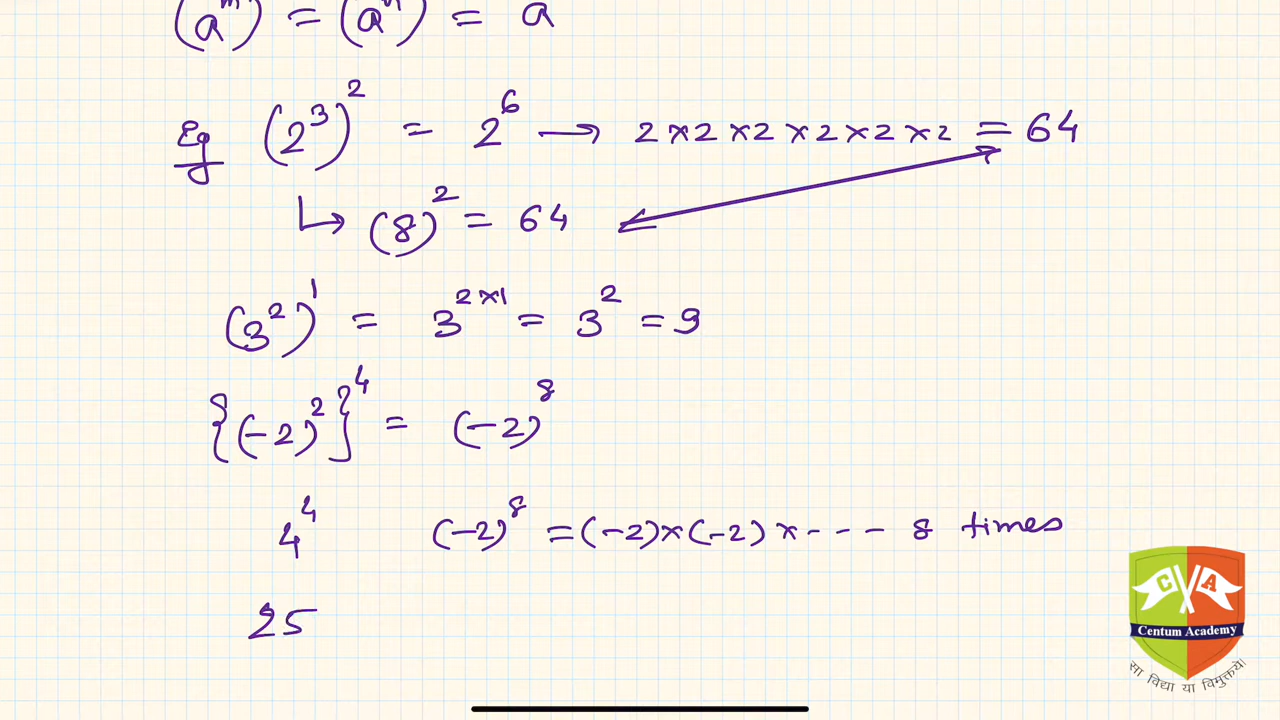 (a^m) = (a^n) = a
Eg (2^3)^2 = 2^6 → 2×2×2×2×2×2 = 64
↳ (8)^2 = 64
(3^2)^1 = 3^{2×1} = 3^2 = 9
{(-2)^2}^4 = (-2)^8
4^4 (-2)^8 = (-2)×(-2)×---- 8 times
25
C A
Centum Academy
सा विद्या या विमुक्तये।